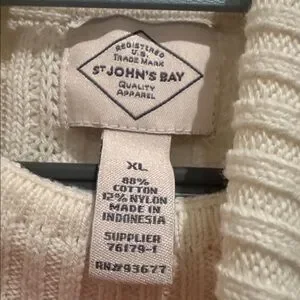 REGISTERED
U.S.
TRADE MARK
ST JOHN'S BAY
QUALITY
APPAREL
XL
88%
COTTON
12% NYLON
MADE IN
INDONESIA
SUPPLIER
76179-1
RN#93677